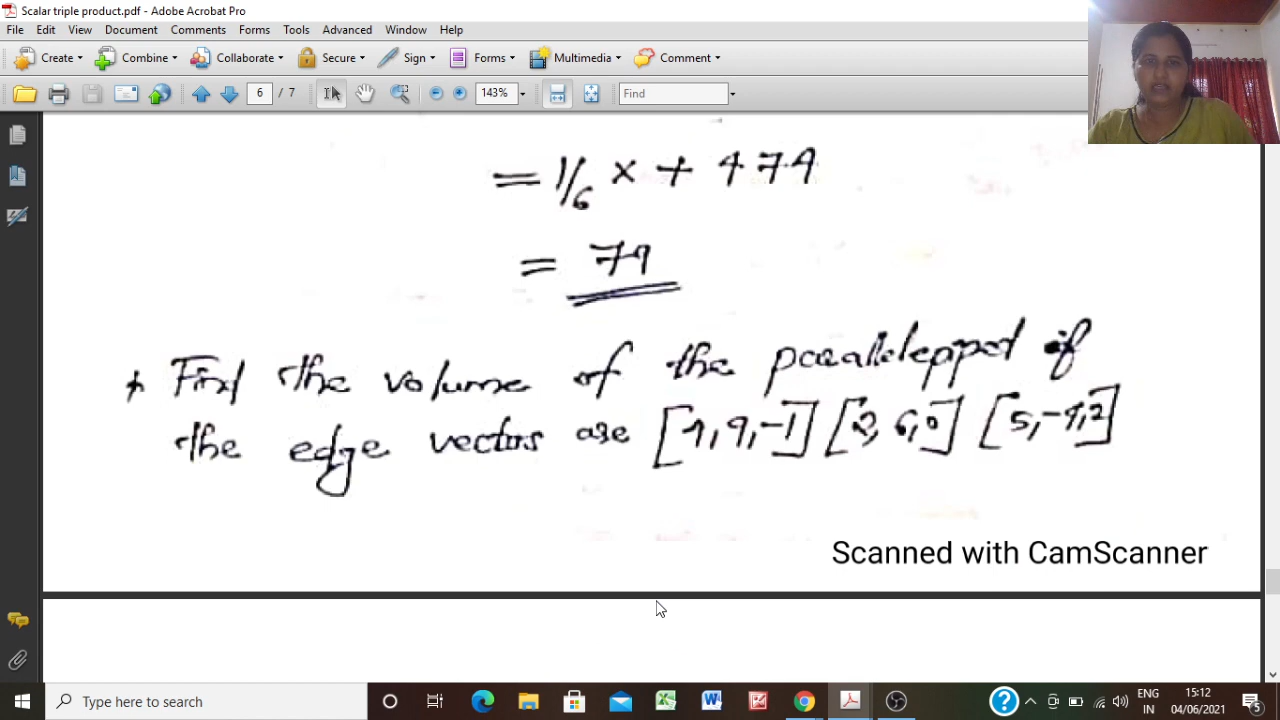 Scalar triple product.pdf - Adobe Acrobat Pro
File Edit View Document Comments Forms Tools Advanced Window Help
Create Combine Collaborate Secure Sign Forms Multimedia Comment
6 / 7 143% Find
= 1/6 x + 474
= 79
* Find the volume of the parallelepped if
the edge vectors are [4,9,-1] [2,6,0] [5,-4,2]
Scanned with CamScanner
Type here to search
ENG 15:12
IN 04/06/2021 5